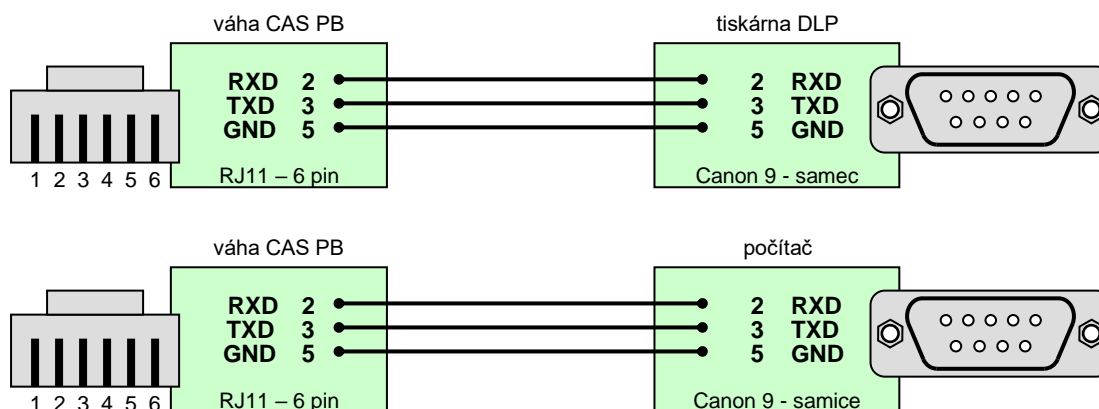 váha CAS PB
tiskárna DLP
RXD 2
2 RXD
TXD 3
3 TXD
GND 5
5 GND
1 2 3 4 5 6
RJ11 – 6 pin
Canon 9 - samec
váha CAS PB
počítač
RXD 2
2 RXD
TXD 3
3 TXD
GND 5
5 GND
1 2 3 4 5 6
RJ11 – 6 pin
Canon 9 - samice